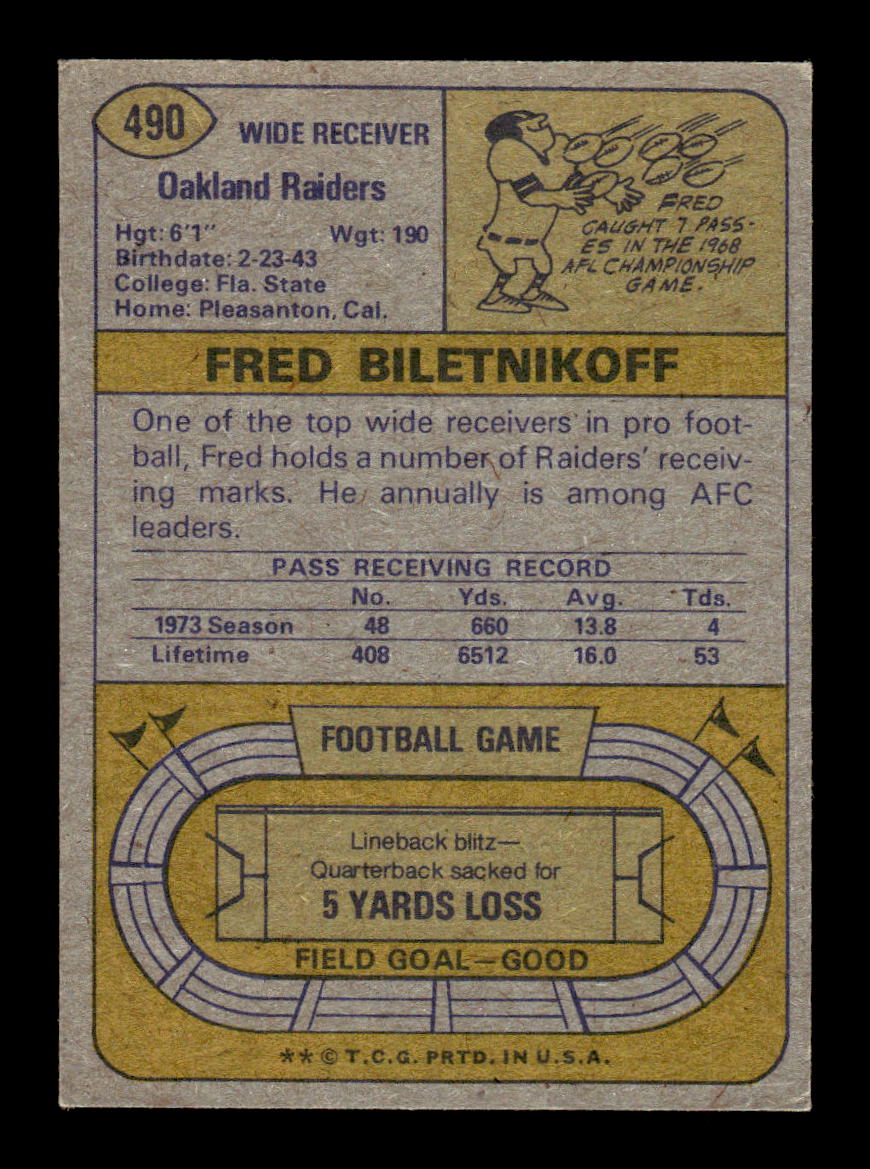 490
WIDE RECEIVER
Oakland Raiders
Hgt: 6'1" Wgt: 190
Birthdate: 2-23-43
College: Fla. State
Home: Pleasanton, Cal.
FRED
CAUGHT 7 PASS-
ES IN THE 1968
AFL CHAMPIONSHIP
GAME.
FRED BILETNIKOFF
One of the top wide receivers in pro foot-
ball, Fred holds a number of Raiders' receiv-
ing marks. He annually is among AFC
leaders.
PASS RECEIVING RECORD
No. Yds. Avg. Tds.
1973 Season 48 660 13.8 4
Lifetime 408 6512 16.0 53
FOOTBALL GAME
Lineback blitz—
Quarterback sacked for
5 YARDS LOSS
FIELD GOAL—GOOD
**© T.C.G. PRTD. IN U.S.A.